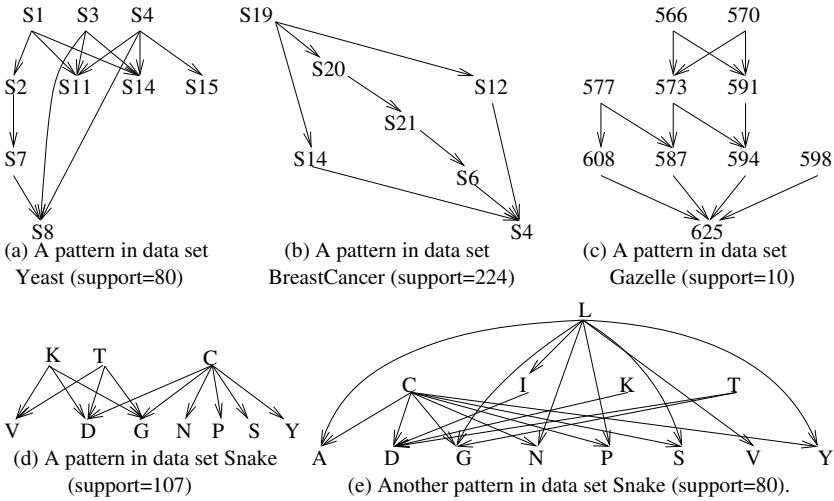 S1 S3 S4
S2 S11 S14 S15
S7
S8
(a) A pattern in data set
Yeast (support=80)
S19
S20
S12
S21
S14
S6
S4
(b) A pattern in data set
BreastCancer (support=224)
566 570
577 573 591
608 587 594 598
625
(c) A pattern in data set
Gazelle (support=10)
K T C
V D G N P S Y
(d) A pattern in data set Snake
(support=107)
L
C I K T
A D G N P S V Y
(e) Another pattern in data set Snake (support=80).